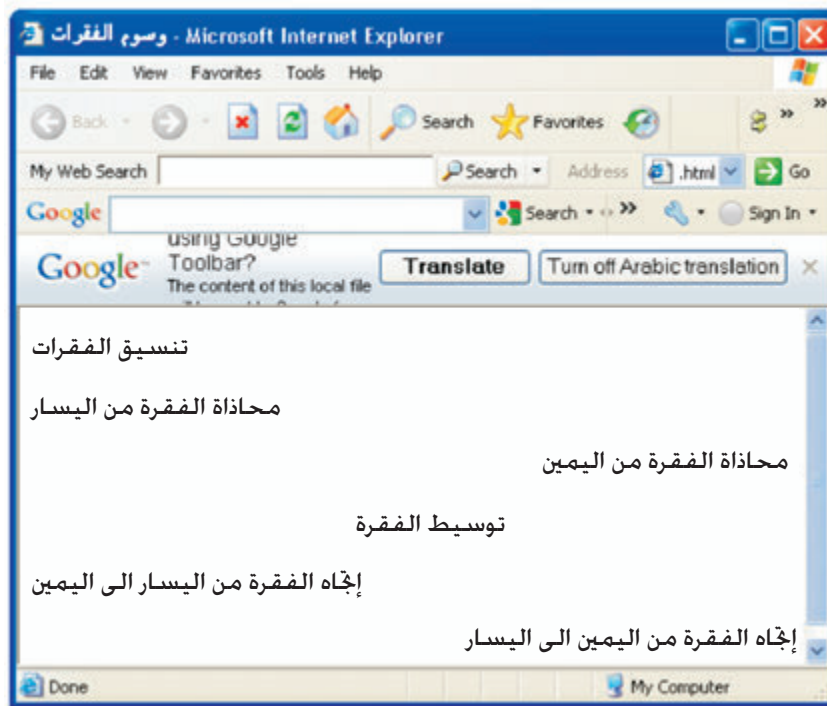 وسوم الفقرات - Microsoft Internet Explorer
File Edit View Favorites Tools Help
Back Search Favorites »
My Web Search Search Address .html Go
Google Search » Sign In
Google using Google
Toolbar?
The content of this local file
Translate Turn off Arabic translation
تنسيق الفقرات
محاذاة الفقرة من اليسار
محاذاة الفقرة من اليمين
توسيط الفقرة
إتجاه الفقرة من اليسار الى اليمين
إتجاه الفقرة من اليمين الى اليسار
Done My Computer